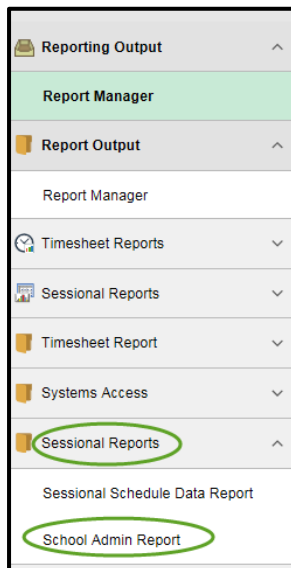 Reporting Output
Report Manager
Report Output
Report Manager
Timesheet Reports
Sessional Reports
Timesheet Report
Systems Access
Sessional Reports
Sessional Schedule Data Report
School Admin Report